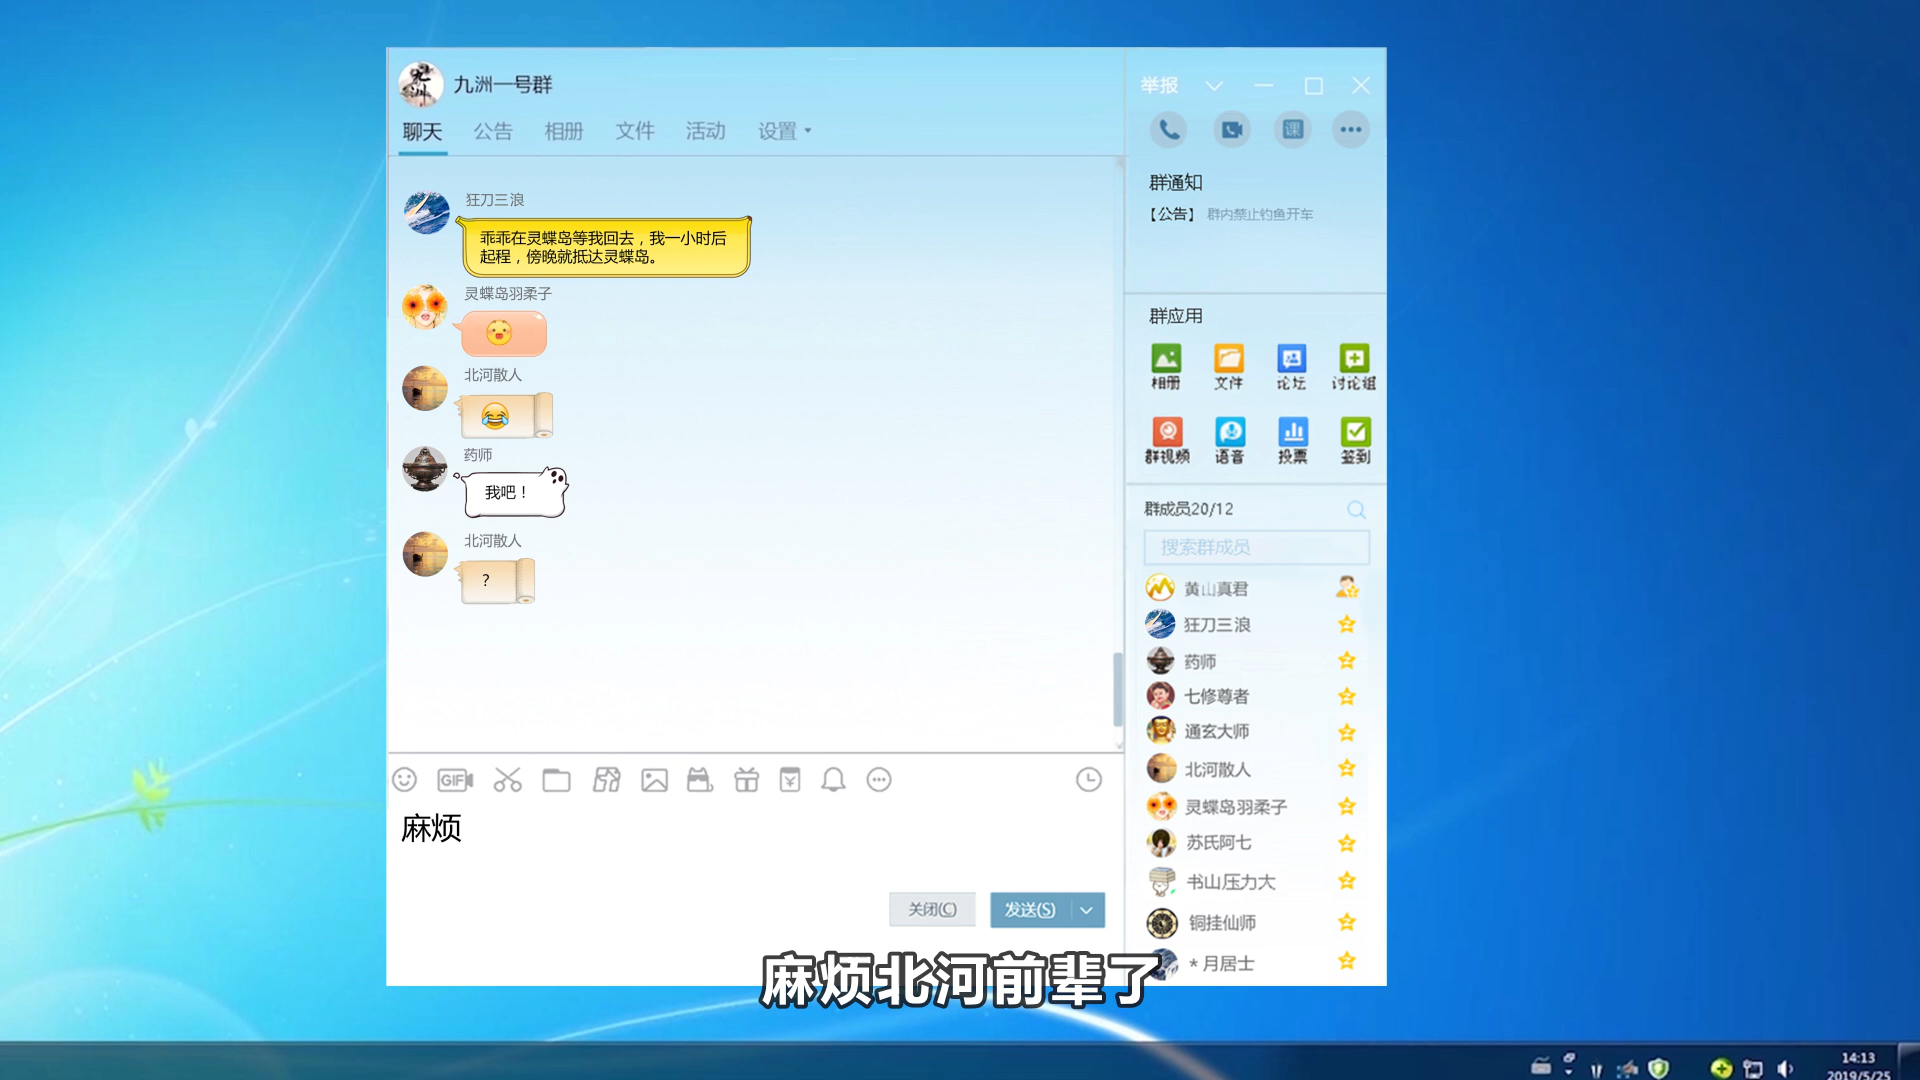 九洲一号群
聊天 公告 相册 文件 活动 设置
举报
课
狂刀三浪
乖乖在灵蝶岛等我回去，我一小时后
起程，傍晚就抵达灵蝶岛。
灵蝶岛羽柔子
北河散人
药师
我吧！
北河散人
？
群通知
【公告】 群内禁止钓鱼开车
群应用
相册 文件 论坛 讨论组
群视频 语音 投票 签到
群成员20/12
搜索群成员
黄山真君
狂刀三浪
药师
七修尊者
通玄大师
北河散人
灵蝶岛羽柔子
苏氏阿七
书山压力大
铜挂仙师
*月居士
GIF
麻烦
关闭(C) 发送(S)
麻烦北河前辈了
14:13
2019/5/25